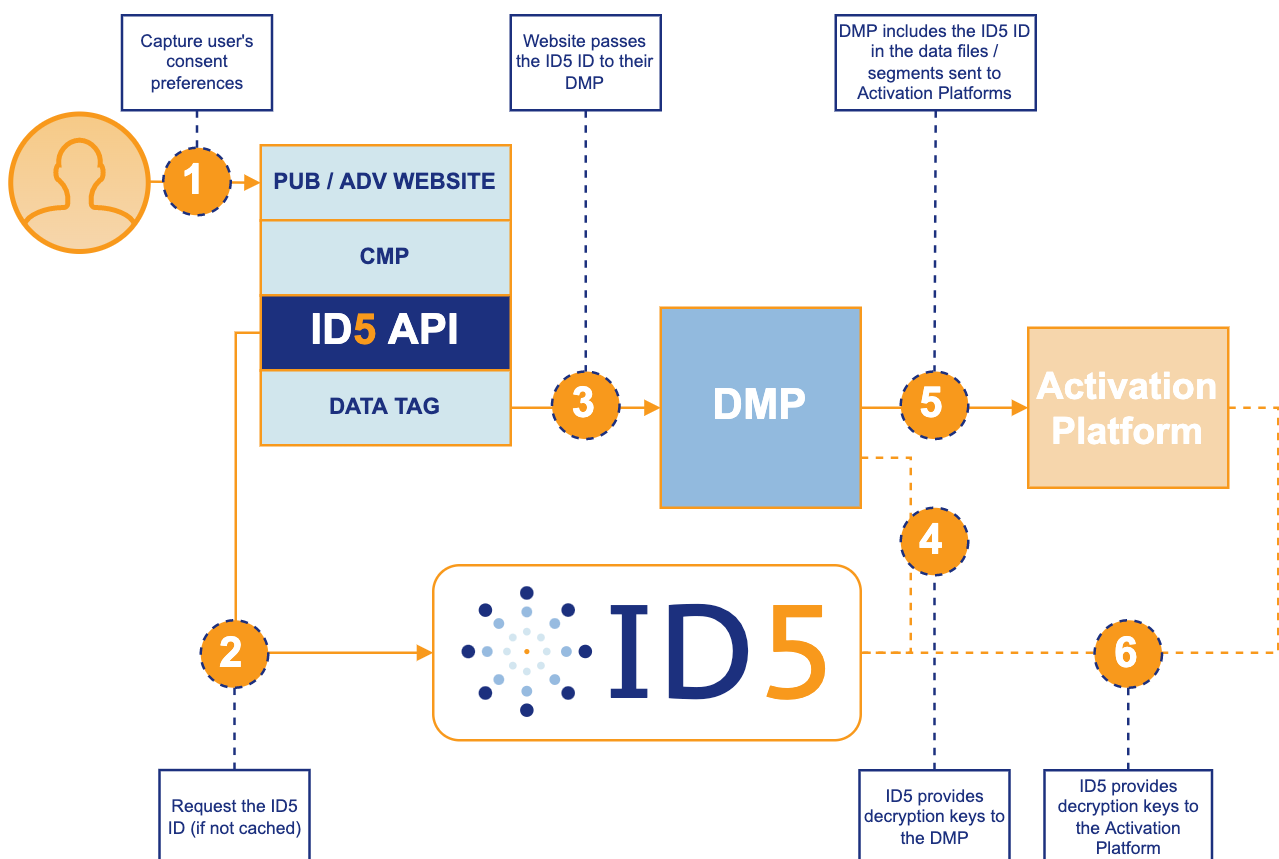 Capture user's
consent
preferences
Website passes
the ID5 ID to their
DMP
DMP includes the ID5 ID
in the data files /
segments sent to
Activation Platforms
1
PUB / ADV WEBSITE
CMP
ID5 API
DATA TAG
3
DMP
5
Activation
Platform
4
2
ID5
6
Request the ID5
ID (if not cached)
ID5 provides
decryption keys to
the DMP
ID5 provides
decryption keys to
the Activation
Platform